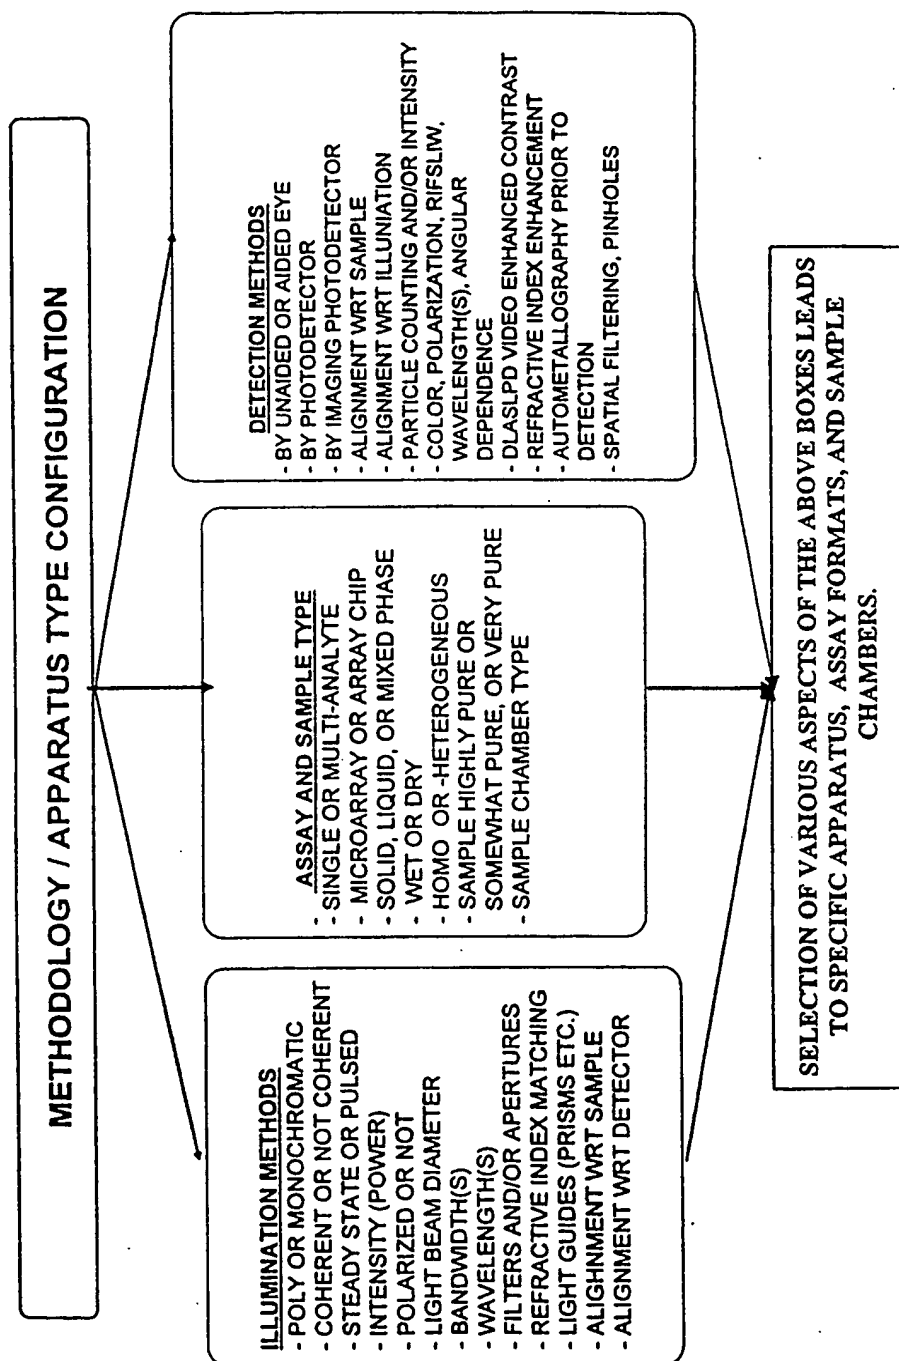 METHODOLOGY / APPARATUS TYPE CONFIGURATION
ILLUMINATION METHODS
- POLY OR MONOCHROMATIC
- COHERENT OR NOT COHERENT
- STEADY STATE OR PULSED
- INTENSITY (POWER)
- POLARIZED OR NOT
- LIGHT BEAM DIAMETER
- BANDWIDTH(S)
- WAVELENGTH(S)
- FILTERS AND/OR APERTURES
- REFRACTIVE INDEX MATCHING
- LIGHT GUIDES (PRISMS ETC.)
- ALIGHNMENT WRT SAMPLE
- ALIGNMENT WRT DETECTOR
ASSAY AND SAMPLE TYPE
-
- SINGLE OR MULTI-ANALYTE
- MICROARRAY OR ARRAY CHIP
- SOLID, LIQUID, OR MIXED PHASE
- WET OR DRY
- HOMO OR -HETEROGENEOUS
- SAMPLE HIGHLY PURE OR
SOMEWHAT PURE, OR VERY PURE
- SAMPLE CHAMBER TYPE
DETECTION METHODS
- BY UNAIDED OR AIDED EYE
- BY PHOTODETECTOR
- BY IMAGING PHOTODETECTOR
- ALIGNMENT WRT SAMPLE
- ALIGNMENT WRT ILLUNIATION
- PARTICLE COUNTING AND/OR INTENSITY
- COLOR, POLARIZATION, RIFSLIW,
WAVELENGTH(S), ANGULAR
DEPENDENCE
- DLASLPD VIDEO ENHANCED CONTRAST
- REFRACTIVE INDEX ENHANCEMENT
- AUTOMETALLOGRAPHY PRIOR TO
DETECTION
- SPATIAL FILTERING, PINHOLES
SELECTION OF VARIOUS ASPECTS OF THE ABOVE BOXES LEADS
TO SPECIFIC APPARATUS, ASSAY FORMATS, AND SAMPLE
CHAMBERS.